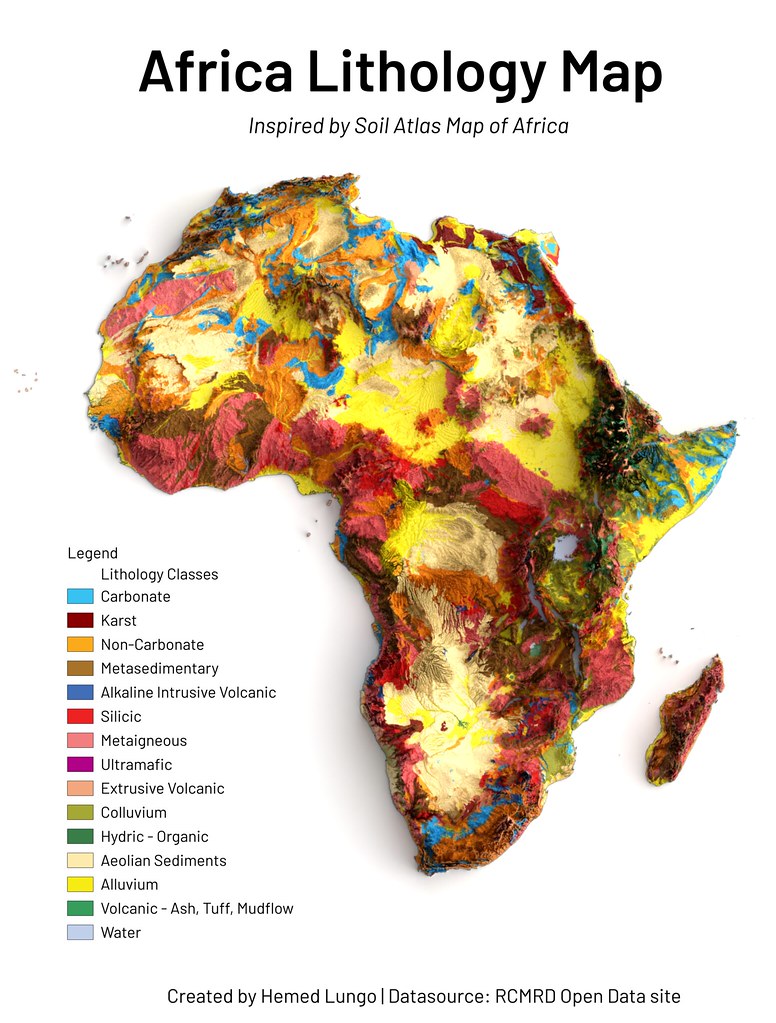 Africa Lithology Map
Inspired by Soil Atlas Map of Africa
Legend
Lithology Classes
Carbonate
Karst
Non-Carbonate
Metasedimentary
Alkaline Intrusive Volcanic
Silicic
Metaigneous
Ultramafic
Extrusive Volcanic
Colluvium
Hydric - Organic
Aeolian Sediments
Alluvium
Volcanic - Ash, Tuff, Mudflow
Water
Created by Hemed Lungo | Datasource: RCMRD Open Data site